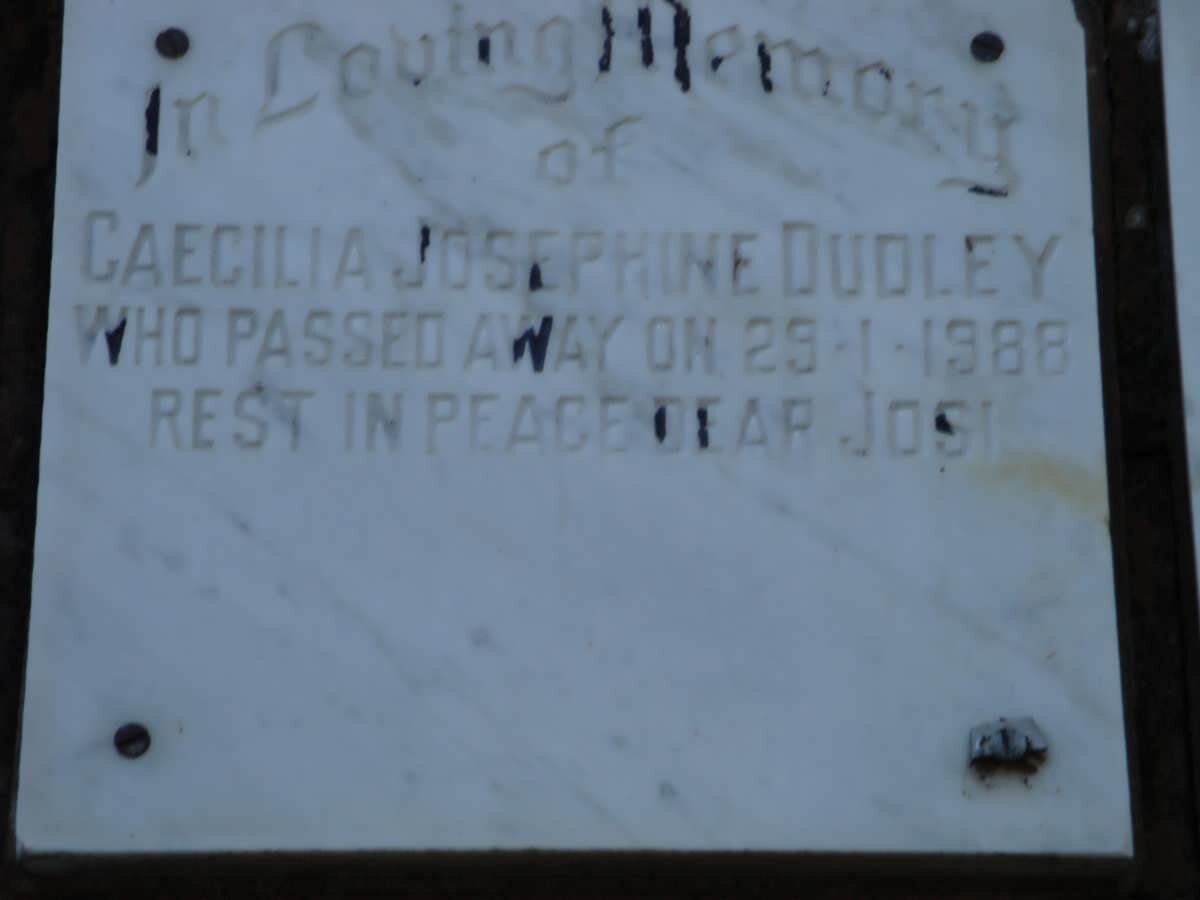 In Loving Memory
of
CAECILIA JOSEPHINE DUDLEY
WHO PASSED AWAY ON 29-1-1988
REST IN PEACE DEAR JOSI